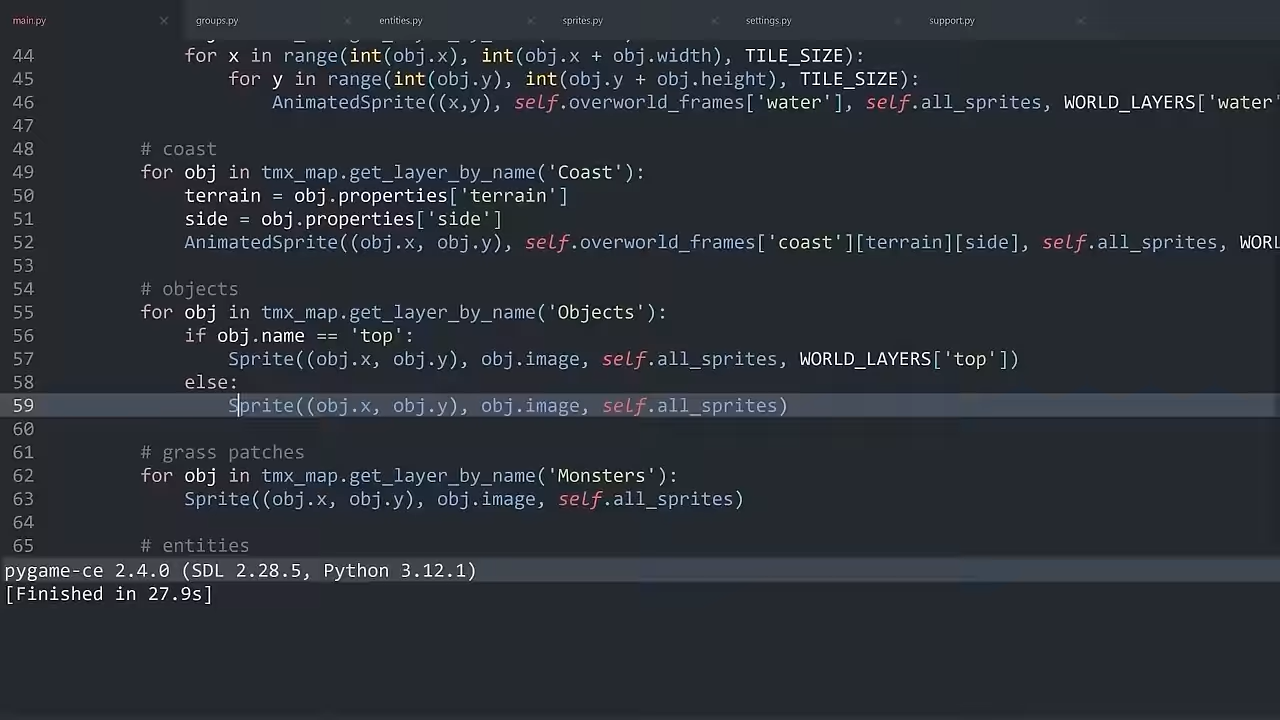 main.py × groups.py × entities.py × sprites.py × settings.py × support.py ×
44 for x in range(int(obj.x), int(obj.x + obj.width), TILE_SIZE):
45 for y in range(int(obj.y), int(obj.y + obj.height), TILE_SIZE):
46 AnimatedSprite((x,y), self.overworld_frames['water'], self.all_sprites, WORLD_LAYERS['water'
47
48 # coast
49 for obj in tmx_map.get_layer_by_name('Coast'):
50 terrain = obj.properties['terrain']
51 side = obj.properties['side']
52 AnimatedSprite((obj.x, obj.y), self.overworld_frames['coast'][terrain][side], self.all_sprites, WORL
53
54 # objects
55 for obj in tmx_map.get_layer_by_name('Objects'):
56 if obj.name == 'top':
57 Sprite((obj.x, obj.y), obj.image, self.all_sprites, WORLD_LAYERS['top'])
58 else:
59 Sprite((obj.x, obj.y), obj.image, self.all_sprites)
60
61 # grass patches
62 for obj in tmx_map.get_layer_by_name('Monsters'):
63 Sprite((obj.x, obj.y), obj.image, self.all_sprites)
64
65 # entities
pygame-ce 2.4.0 (SDL 2.28.5, Python 3.12.1)
[Finished in 27.9s]